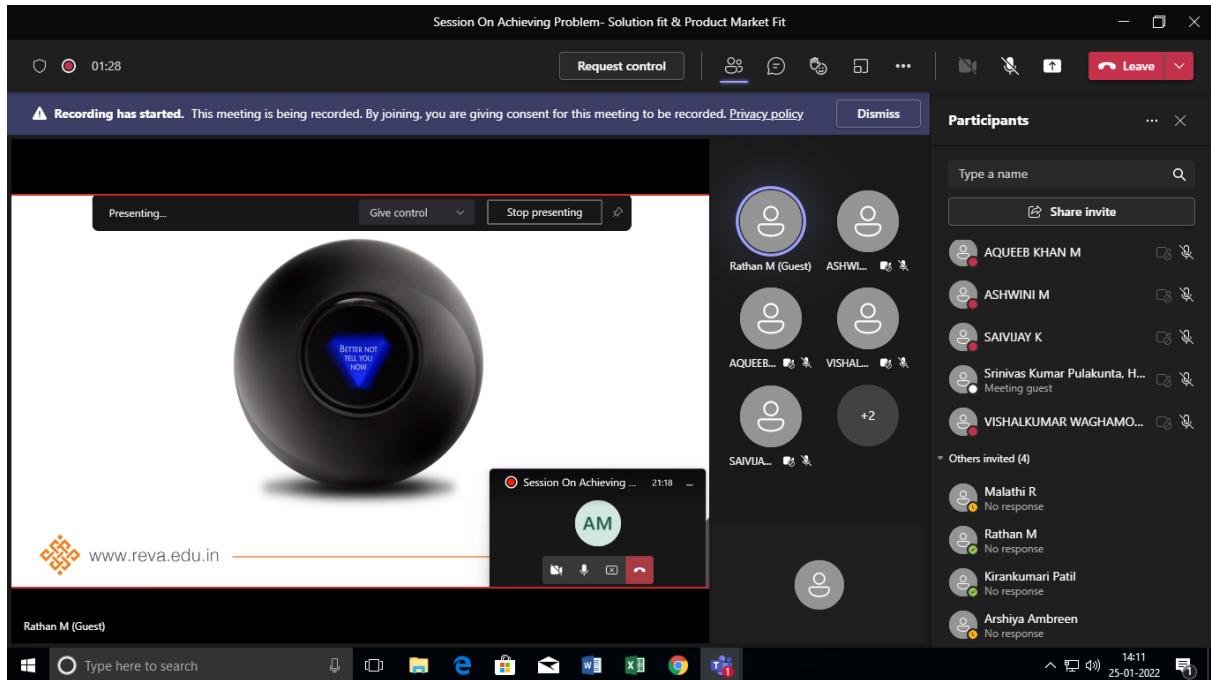 Session On Achieving Problem- Solution fit & Product Market Fit
01:28
Request control
Leave
Recording has started. This meeting is being recorded. By joining, you are giving consent for this meeting to be recorded. Privacy policy
Dismiss
Presenting...
Give control
Stop presenting
BETTER NOT
TELL YOU
NOW
www.reva.edu.in
Session On Achieving ...
21:18
AM
Rathan M (Guest)
Rathan M (Guest)
ASHWI...
AQUEEB...
VISHAL...
SAIVIJA...
+2
Participants
Type a name
Share invite
AQUEEB KHAN M
ASHWINI M
SAIVIJAY K
Srinivas Kumar Pulakunta, H...
Meeting guest
VISHALKUMAR WAGHAMO...
Others invited (4)
Malathi R
No response
Rathan M
No response
Kirankumari Patil
No response
Arshiya Ambreen
No response
Type here to search
14:11
25-01-2022